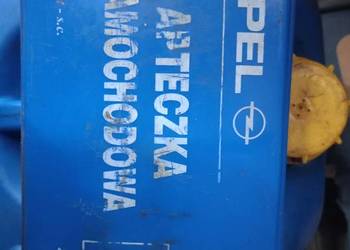 OPEL
APTECZKA
SAMOCHODOWA
- s.c.